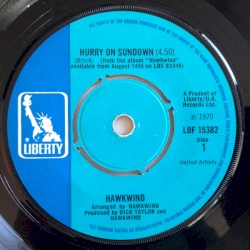 HURRY ON SUNDOWN (4.50)
(Brock) (from the album "Hawkwind"
available from August 14th on LBS 83348)
A Product of
Liberty/U.A.
Records Ltd.
℗ 1970
LBF 15382
Side
1
United Artists
LIBERTY
HAWKWIND
Arranged by HAWKWIND
Produced by DICK TAYLOR and
HAWKWIND